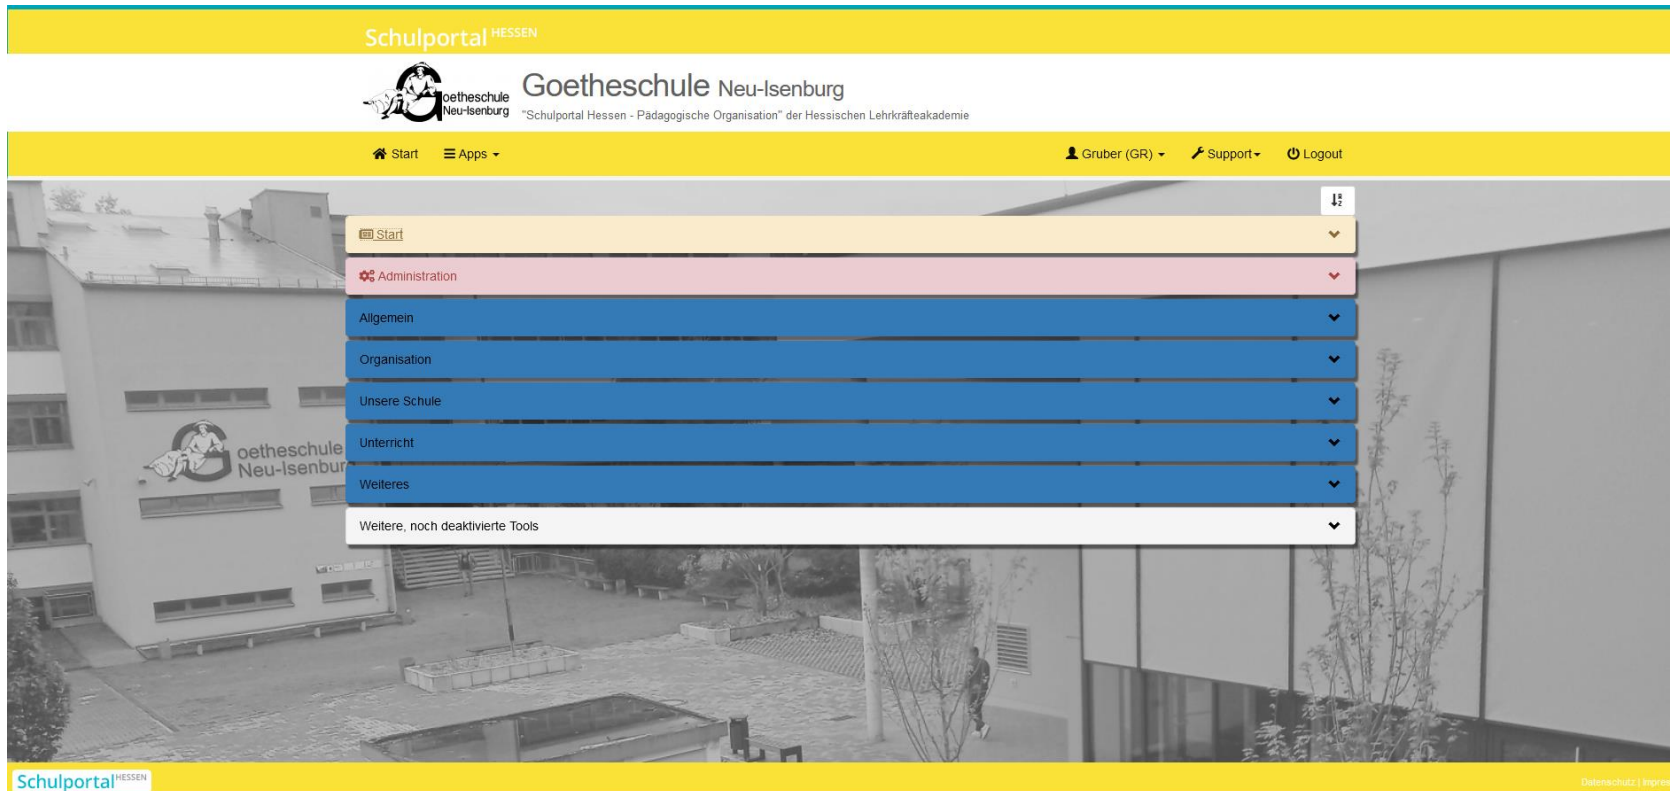 Schulportal HESSEN
oetheschule
Neu-Isenburg
Goetheschule Neu-Isenburg
"Schulportal Hessen - Pädagogische Organisation" der Hessischen Lehrkräfteakademie
Start Apps Gruber (GR) Support Logout
Start
Administration
Allgemein
Organisation
Unsere Schule
Unterricht
oetheschule
Neu-Isenbur
Weiteres
Weitere, noch deaktivierte Tools
Schulportal HESSEN
Datenschutz | Impres